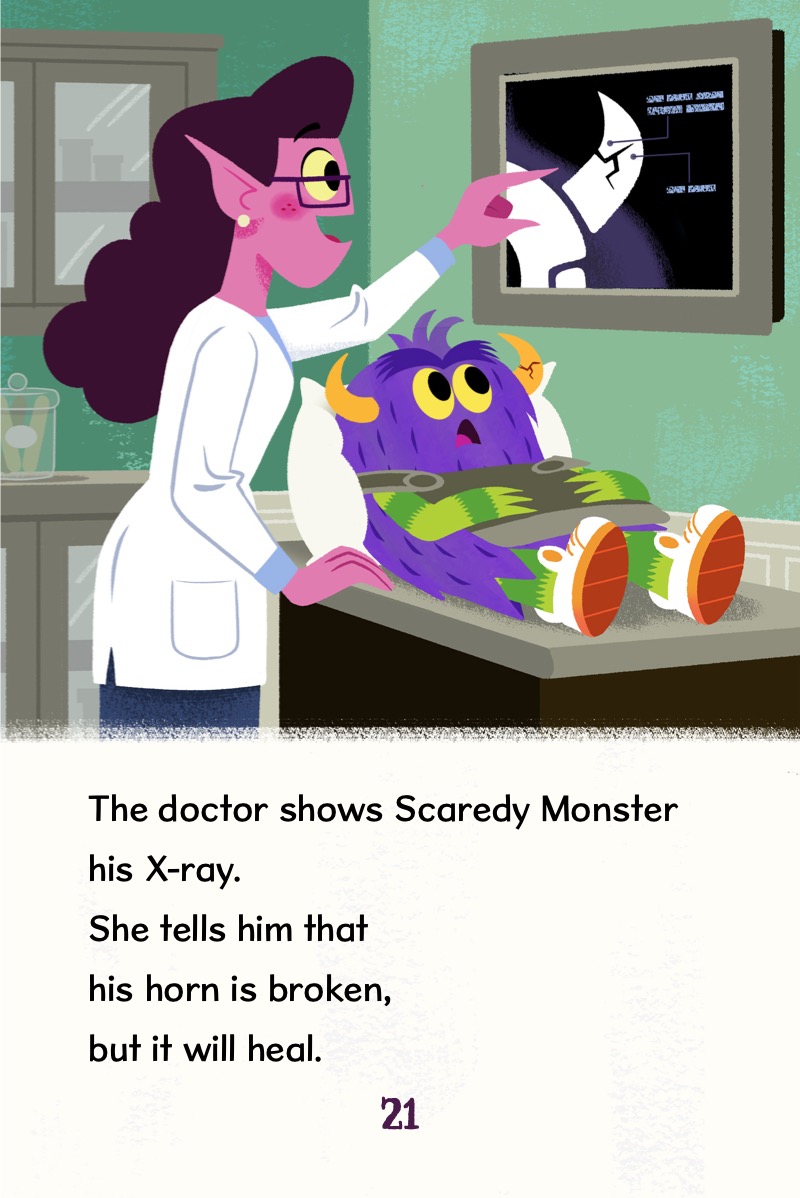 The doctor shows Scaredy Monster
his X-ray.
She tells him that
his horn is broken,
but it will heal.
21